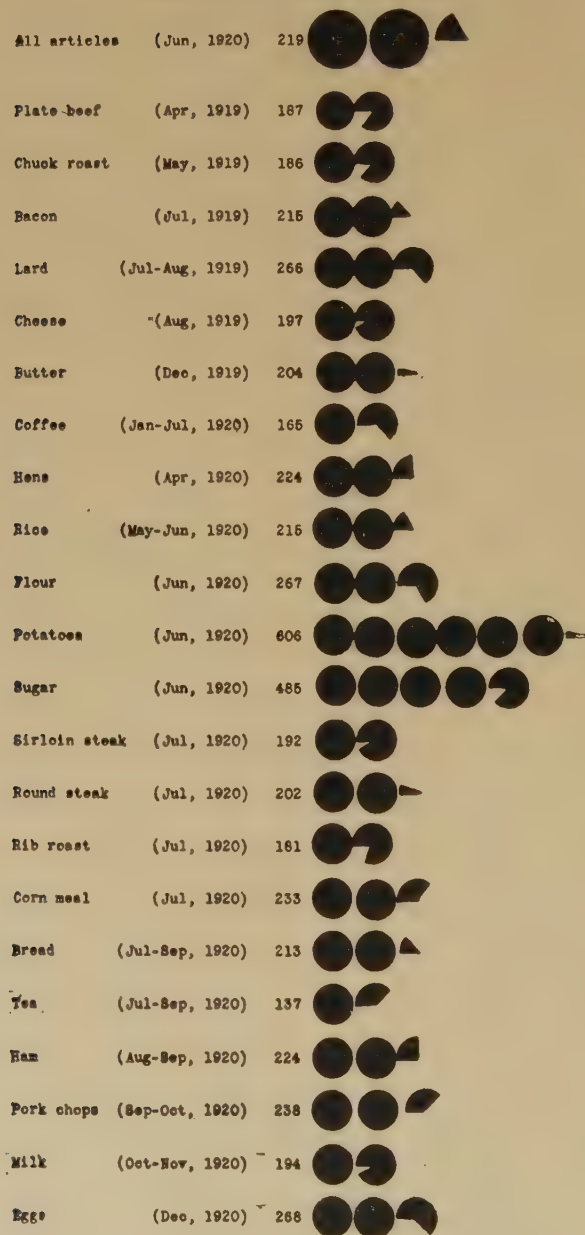 All articles (Jun, 1920) 219
Plate beef (Apr, 1919) 187
Chuck roast (May, 1919) 186
Bacon (Jul, 1919) 215
Lard (Jul-Aug, 1919) 266
Cheese (Aug, 1919) 197
Butter (Dec, 1919) 204
Coffee (Jan-Jul, 1920) 165
Hens (Apr, 1920) 224
Rice (May-Jun, 1920) 215
Flour (Jun, 1920) 267
Potatoes (Jun, 1920) 606
Sugar (Jun, 1920) 485
Sirloin steak (Jul, 1920) 192
Round steak (Jul, 1920) 202
Rib roast (Jul, 1920) 181
Corn meal (Jul, 1920) 233
Bread (Jul-Sep, 1920) 213
Tea (Jul-Sep, 1920) 137
Ham (Aug-Sep, 1920) 224
Pork chops (Sep-Oct, 1920) 238
Milk (Oct-Nov, 1920) 194
Eggs (Dec, 1920) 268